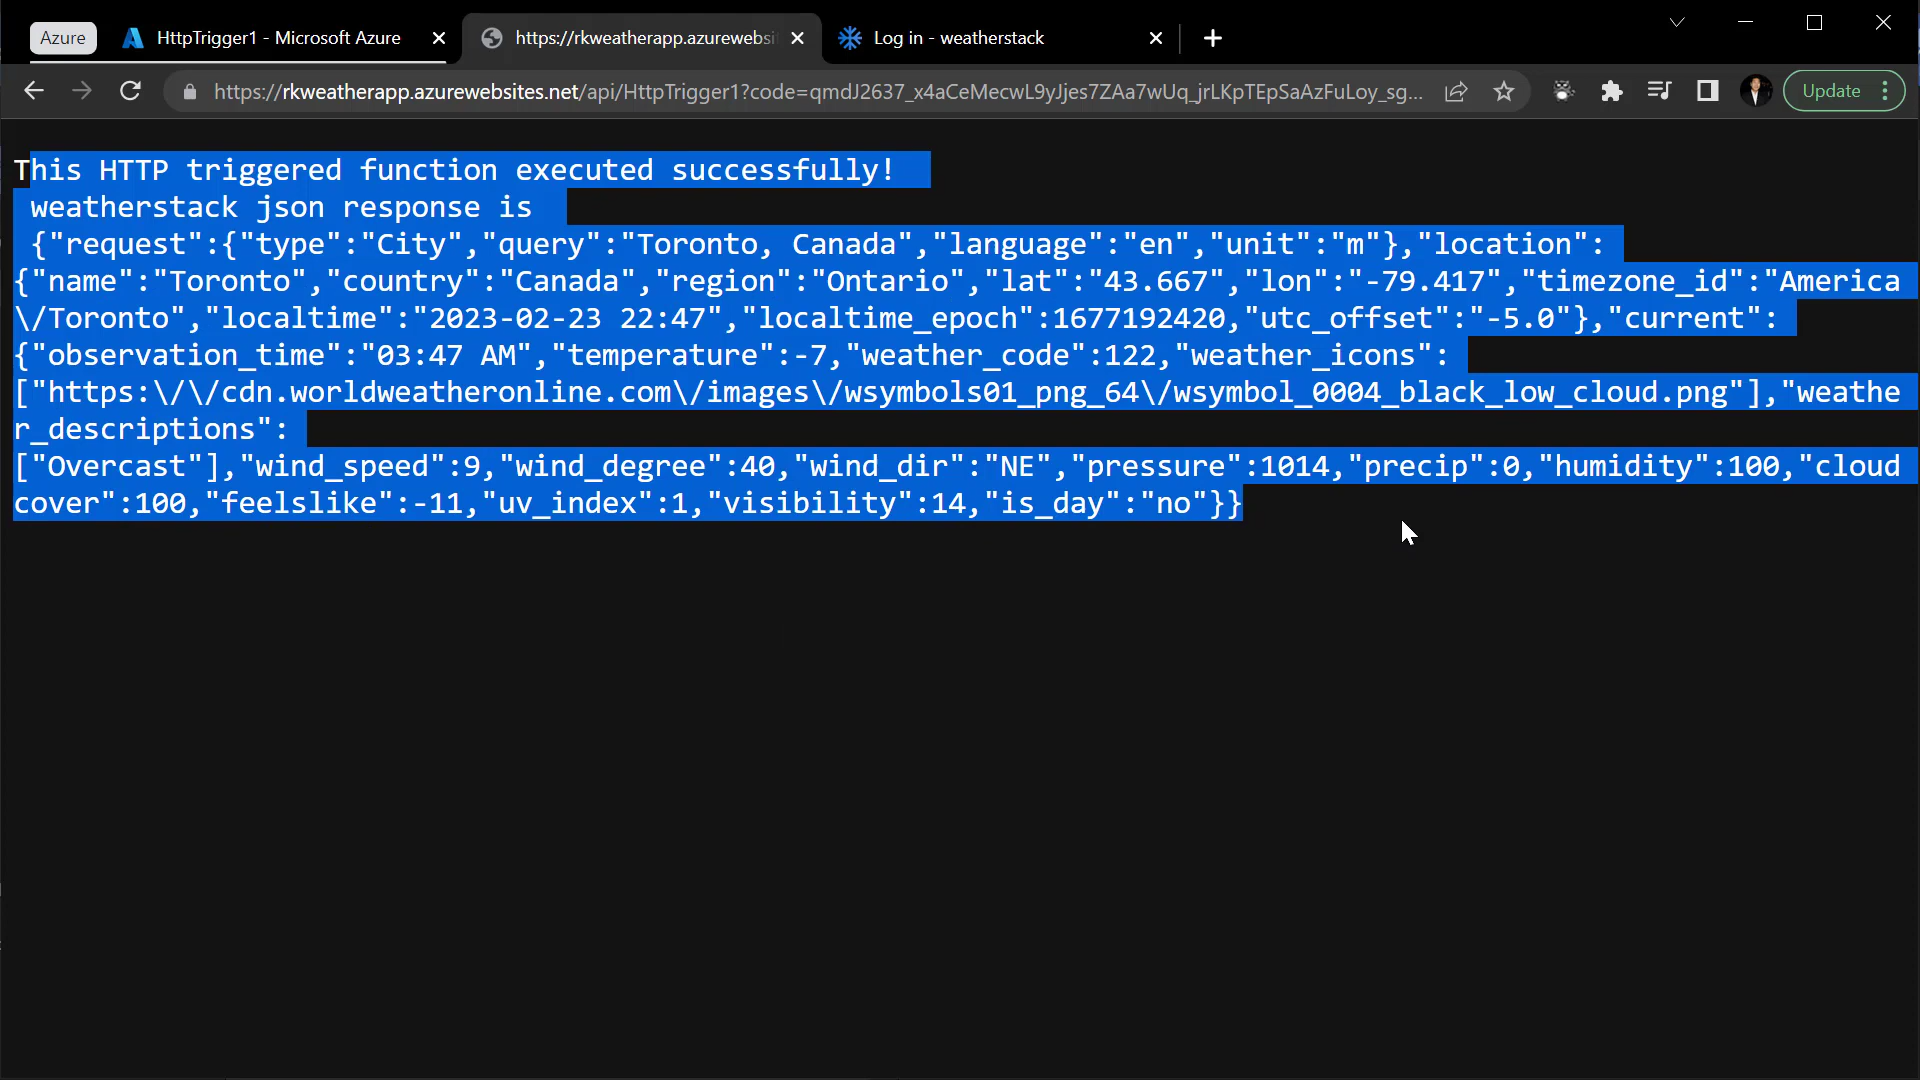 Azure
HttpTrigger1 - Microsoft Azure
https://rkweatherapp.azurewebsi
Log in - weatherstack
https://rkweatherapp.azurewebsites.net/api/HttpTrigger1?code=qmdJ2637_x4aCeMecwL9yJjes7ZAa7wUq_jrLKpTEpSaAzFuLoy_sg...
Update
This HTTP triggered function executed successfully!
weatherstack json response is
{"request":{"type":"City","query":"Toronto, Canada","language":"en","unit":"m"},"location":
{"name":"Toronto","country":"Canada","region":"Ontario","lat":"43.667","lon":"-79.417","timezone_id":"America
\/Toronto","localtime":"2023-02-23 22:47","localtime_epoch":1677192420,"utc_offset":"-5.0"},"current":
{"observation_time":"03:47 AM","temperature":-7,"weather_code":122,"weather_icons":
["https:\/\/cdn.worldweatheronline.com\/images\/wsymbols01_png_64\/wsymbol_0004_black_low_cloud.png"],"weathe
r_descriptions":
["Overcast"],"wind_speed":9,"wind_degree":40,"wind_dir":"NE","pressure":1014,"precip":0,"humidity":100,"cloud
cover":100,"feelslike":-11,"uv_index":1,"visibility":14,"is_day":"no"}}